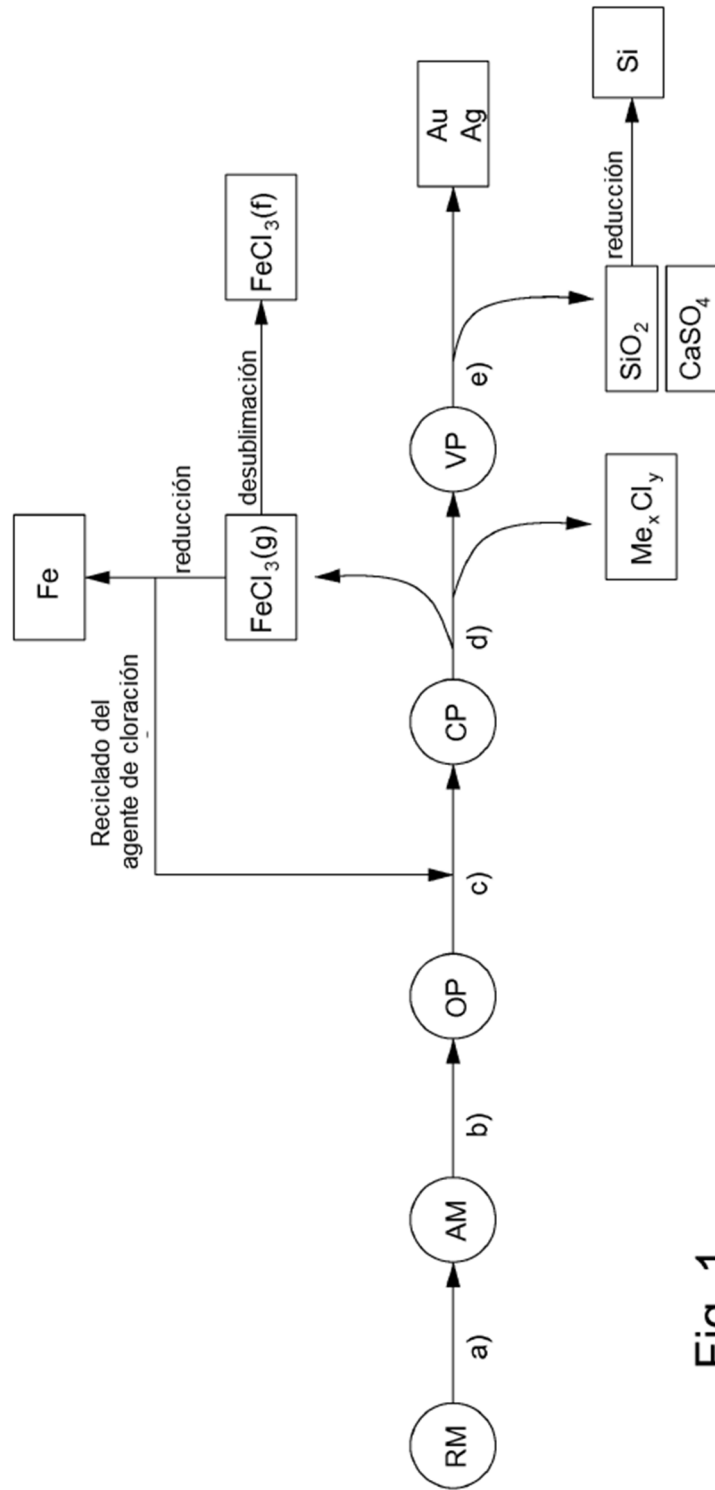 Fe
reducción
Reciclado del
agente de cloración
FeCl₃(g)
desublimación
FeCl₃(f)
RM
a)
AM
b)
OP
c)
CP
d)
VP
e)
Au
Ag
MeₓClᵧ
SiO₂
CaSO₄
reducción
Si
Fig. 1